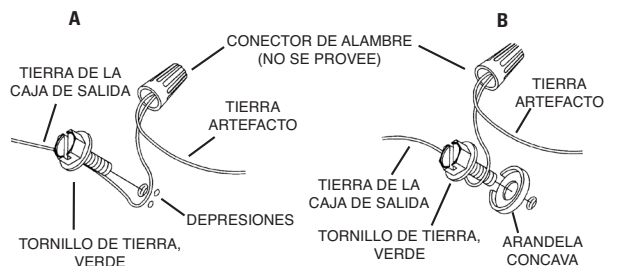 A
B
CONECTOR DE ALAMBRE
(NO SE PROVEE)
TIERRA DE LA
CAJA DE SALIDA
TIERRA
ARTEFACTO
TIERRA
ARTEFACTO
DEPRESIONES
TIERRA DE LA
CAJA DE SALIDA
TORNILLO DE TIERRA,
VERDE
TORNILLO DE TIERRA,
VERDE
ARANDELA
CONCAVA